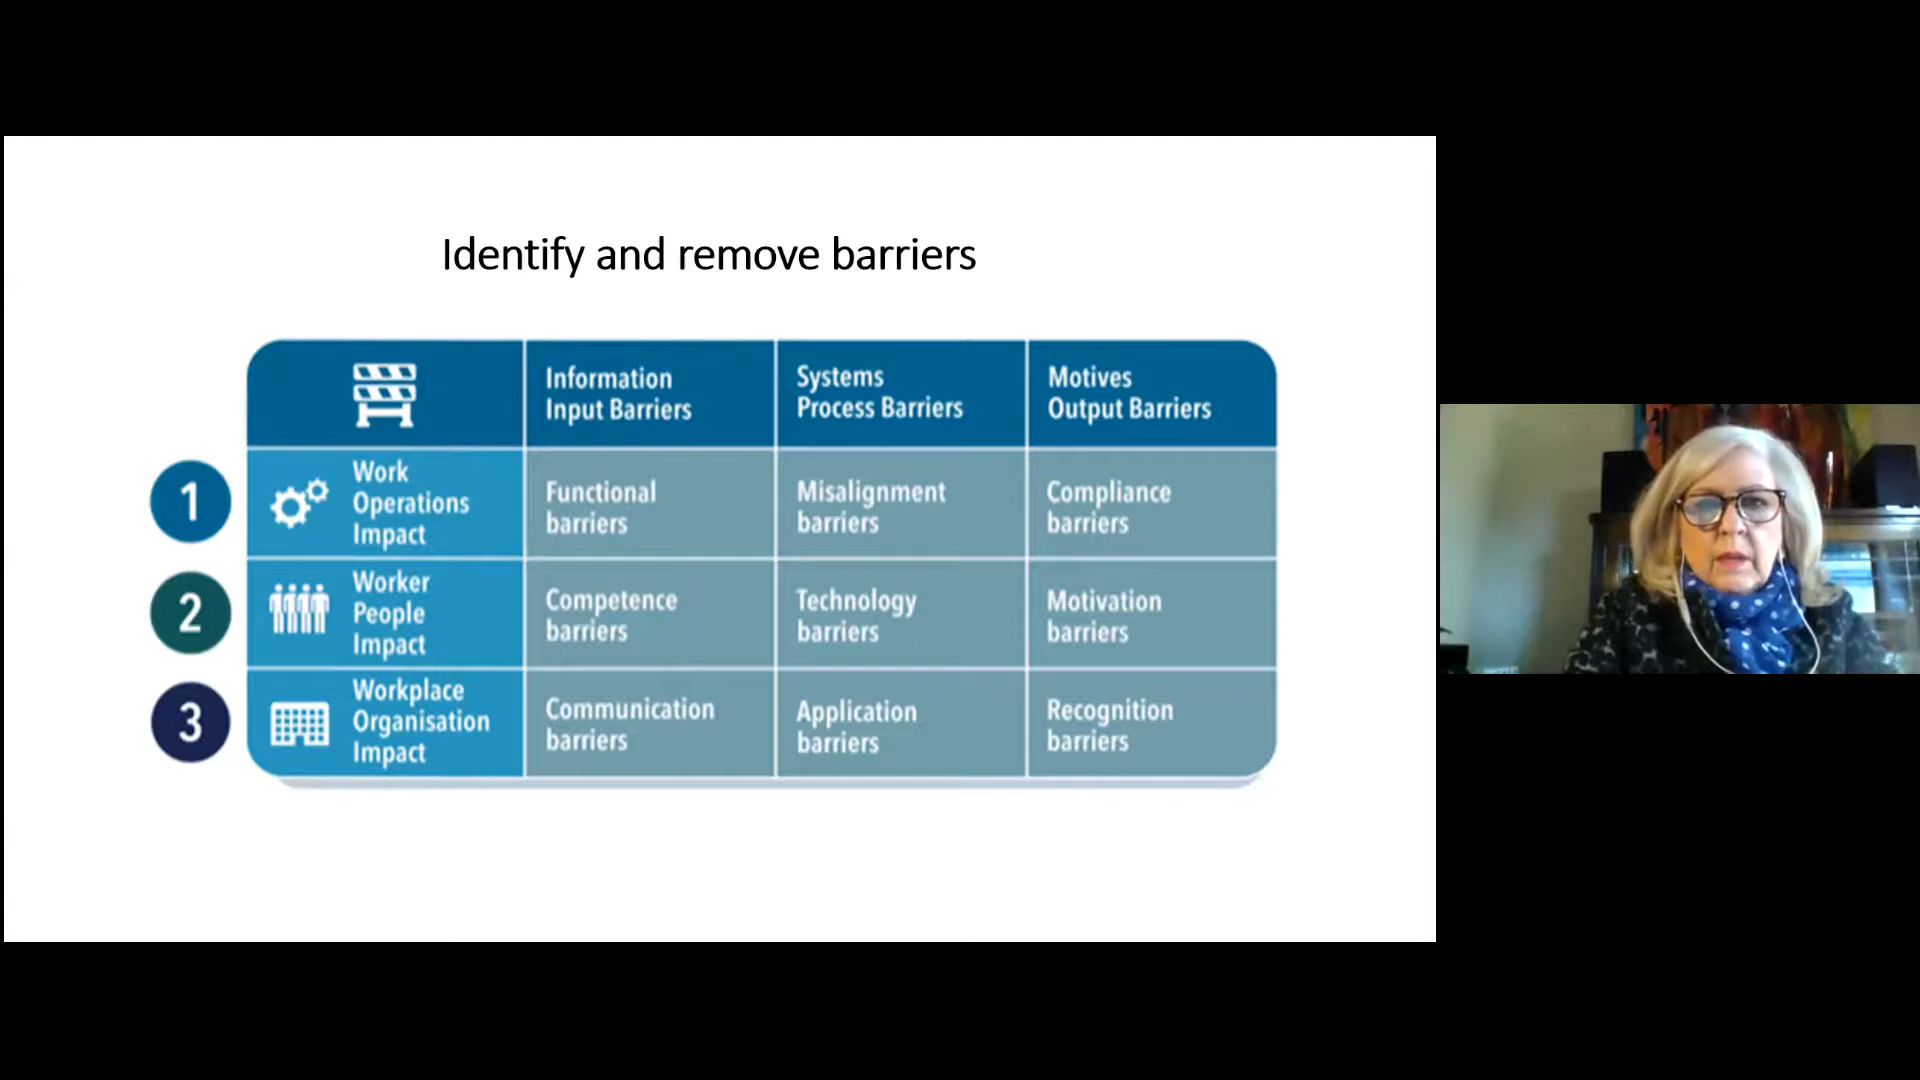 Identify and remove barriers
Information
Input Barriers
Systems
Process Barriers
Motives
Output Barriers
1
Work
Operations
Impact
Functional
barriers
Misalignment
barriers
Compliance
barriers
2
Worker
People
Impact
Competence
barriers
Technology
barriers
Motivation
barriers
3
Workplace
Organisation
Impact
Communication
barriers
Application
barriers
Recognition
barriers